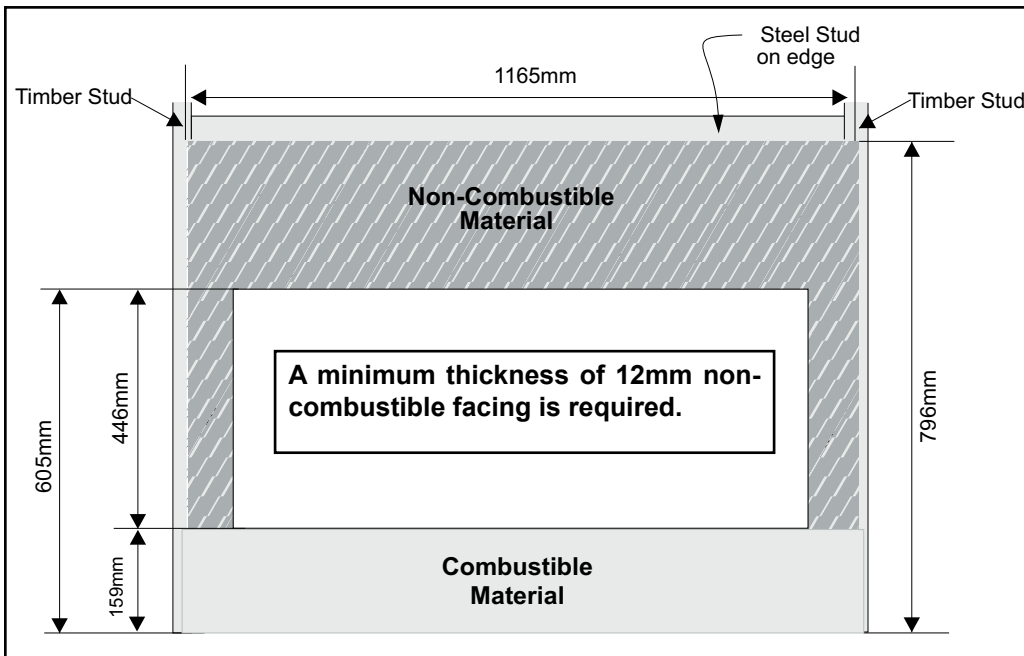 Steel Stud
on edge
1165mm
Timber Stud
Timber Stud
Non-Combustible
Material
A minimum thickness of 12mm non-
combustible facing is required.
446mm
605mm
796mm
159mm
Combustible
Material